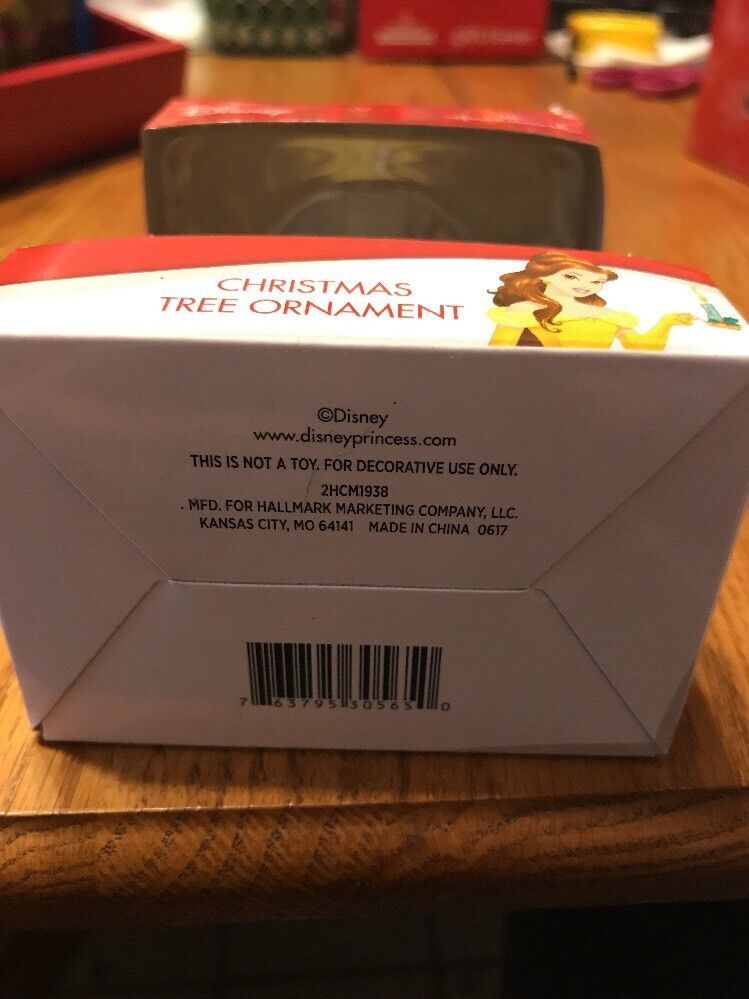 Disney
CHRISTMAS
TREE ORNAMENT
©Disney
www.disneyprincess.com
THIS IS NOT A TOY. FOR DECORATIVE USE ONLY.
2HCM1938
MFD. FOR HALLMARK MARKETING COMPANY, LLC.
KANSAS CITY, MO 64141 MADE IN CHINA 0617
7 63795 30565 0